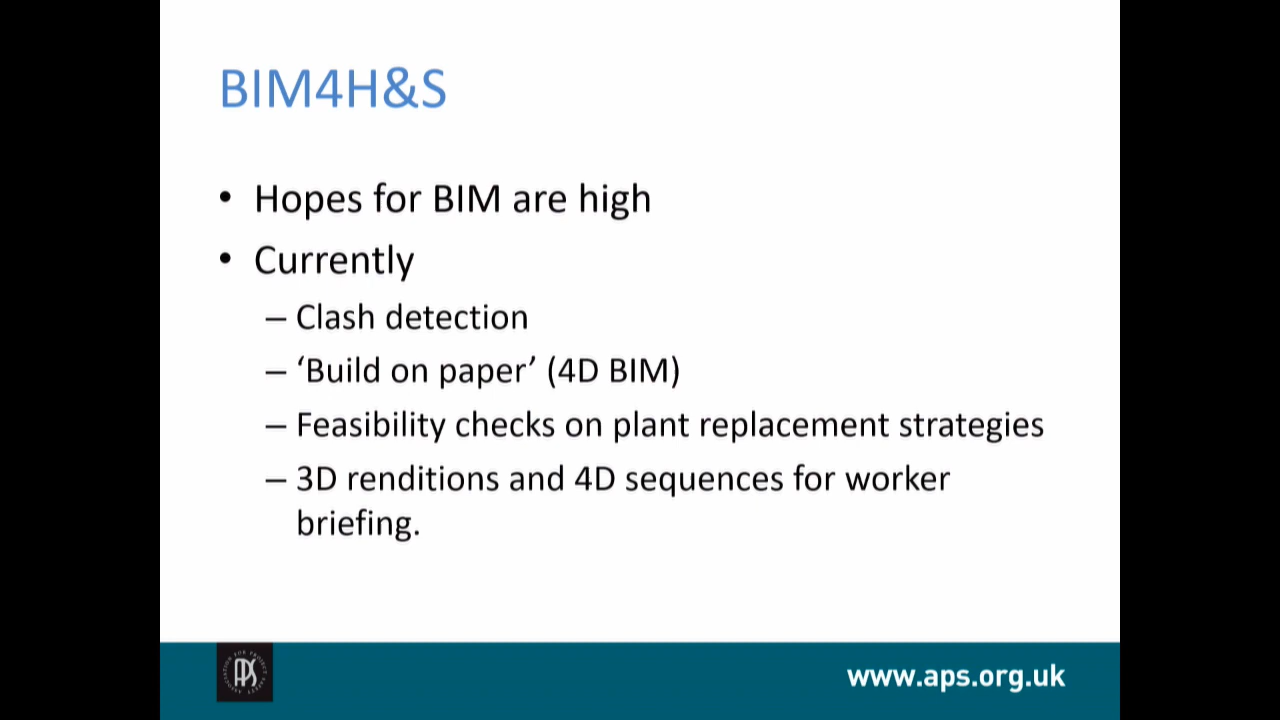 BIM4H&S
• Hopes for BIM are high
• Currently
– Clash detection
– ‘Build on paper’ (4D BIM)
– Feasibility checks on plant replacement strategies
– 3D renditions and 4D sequences for worker
briefing.
APS
www.aps.org.uk